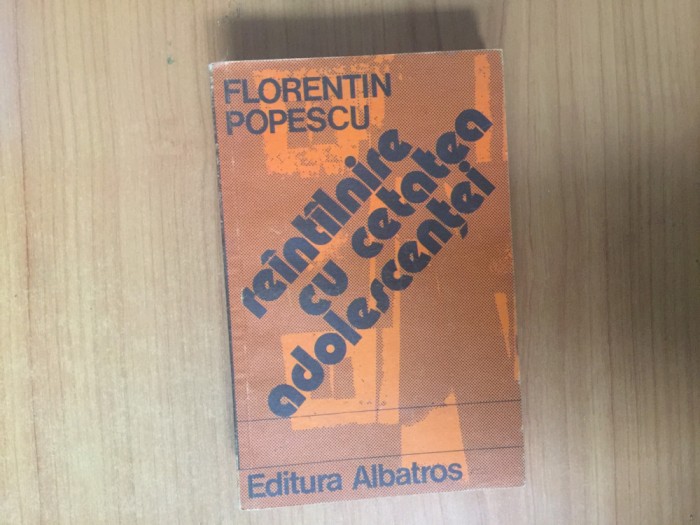 FLORENTIN
POPESCU
reîntîlnire
cu cetatea
adolescenței
Editura Albatros